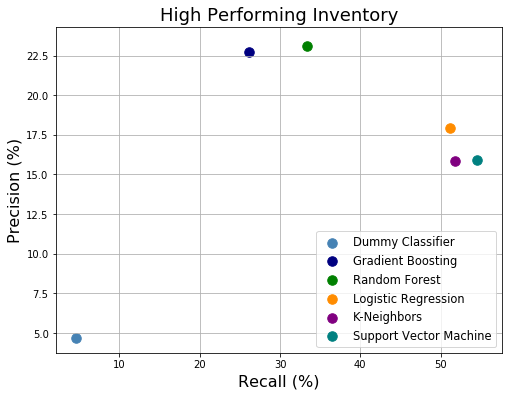 High Performing Inventory
Precision (%)
22.5
20.0
17.5
15.0
12.5
10.0
7.5
5.0
Dummy Classifier
Gradient Boosting
Random Forest
Logistic Regression
K-Neighbors
Support Vector Machine
10 20 30 40 50
Recall (%)